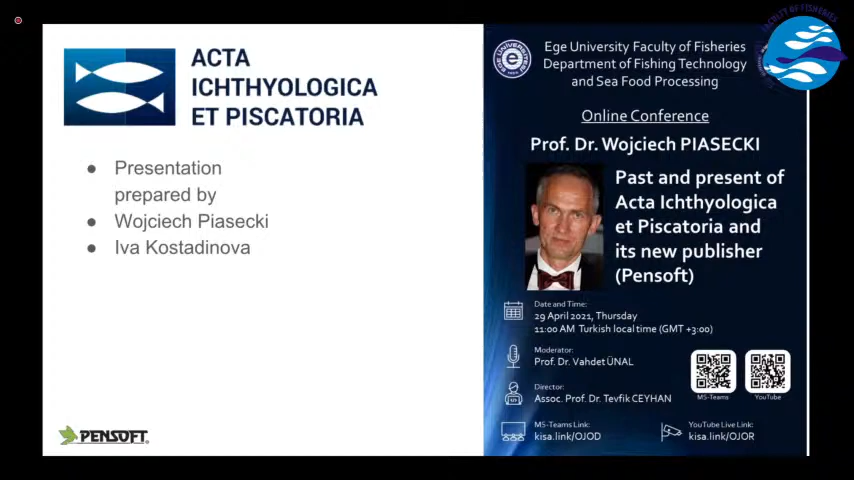 ACTA
ICHTHYOLOGICA
ET PISCATORIA
Presentation
prepared by
Wojciech Piasecki
Iva Kostadinova
PENSOFT
Ege University Faculty of Fisheries
Department of Fishing Technology
and Sea Food Processing
Online Conference
Prof. Dr. Wojciech PIASECKI
Past and present of
Acta Ichthyologica
et Piscatoria and
its new publisher
(Pensoft)
Date and Time:
29 April 2021, Thursday
11:00 AM Turkish local time (GMT +3:00)
Moderator:
Prof. Dr. Vahdet ÜNAL
Director:
Assoc. Prof. Dr. Tevfik CEYHAN
MS-Teams
YouTube
MS-Teams Link:
kisa.link/OJOD
YouTube Live Link:
kisa.link/OJOR
FACULTY OF FISHERIES